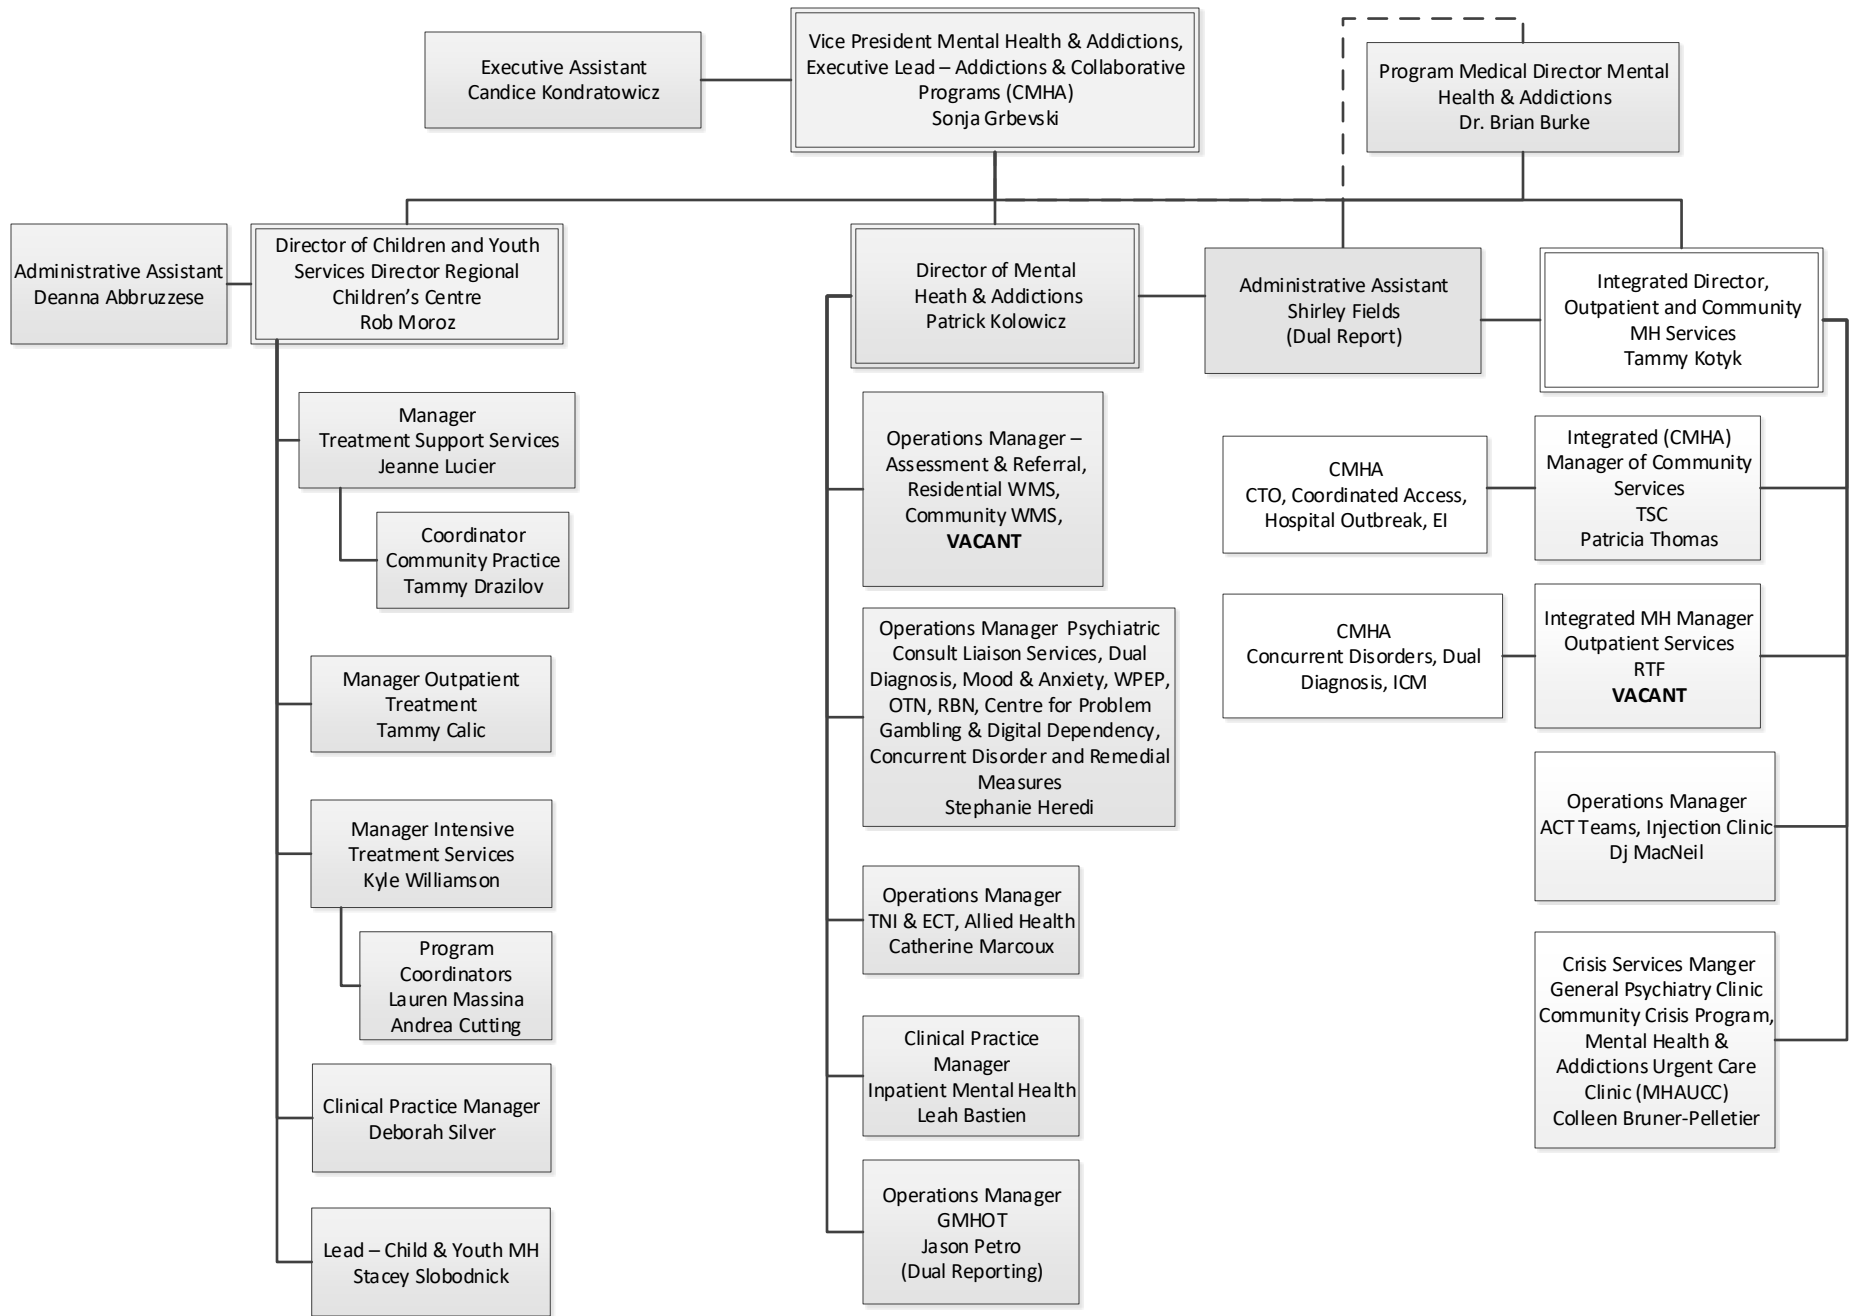 Executive Assistant
Candice Kondratowicz
Vice President Mental Health & Addictions,
Executive Lead – Addictions & Collaborative
Programs (CMHA)
Sonja Grbevski
Program Medical Director Mental
Health & Addictions
Dr. Brian Burke
Administrative Assistant
Deanna Abbruzzese
Director of Children and Youth
Services Director Regional
Children's Centre
Rob Moroz
Director of Mental
Heath & Addictions
Patrick Kolowicz
Administrative Assistant
Shirley Fields
(Dual Report)
Integrated Director,
Outpatient and Community
MH Services
Tammy Kotyk
Manager
Treatment Support Services
Jeanne Lucier
Coordinator
Community Practice
Tammy Drazilov
Manager Outpatient
Treatment
Tammy Calic
Manager Intensive
Treatment Services
Kyle Williamson
Program
Coordinators
Lauren Massina
Andrea Cutting
Clinical Practice Manager
Deborah Silver
Lead – Child & Youth MH
Stacey Slobodnick
Operations Manager –
Assessment & Referral,
Residential WMS,
Community WMS,
VACANT
Operations Manager Psychiatric
Consult Liaison Services, Dual
Diagnosis, Mood & Anxiety, WPEP,
OTN, RBN, Centre for Problem
Gambling & Digital Dependency,
Concurrent Disorder and Remedial
Measures
Stephanie Heredi
Operations Manager
TNI & ECT, Allied Health
Catherine Marcoux
Clinical Practice
Manager
Inpatient Mental Health
Leah Bastien
Operations Manager
GMHOT
Jason Petro
(Dual Reporting)
CMHA
CTO, Coordinated Access,
Hospital Outbreak, EI
Integrated (CMHA)
Manager of Community
Services
TSC
Patricia Thomas
CMHA
Concurrent Disorders, Dual
Diagnosis, ICM
Integrated MH Manager
Outpatient Services
RTF
VACANT
Operations Manager
ACT Teams, Injection Clinic
Dj MacNeil
Crisis Services Manger
General Psychiatry Clinic
Community Crisis Program,
Mental Health &
Addictions Urgent Care
Clinic (MHAUCC)
Colleen Bruner-Pelletier